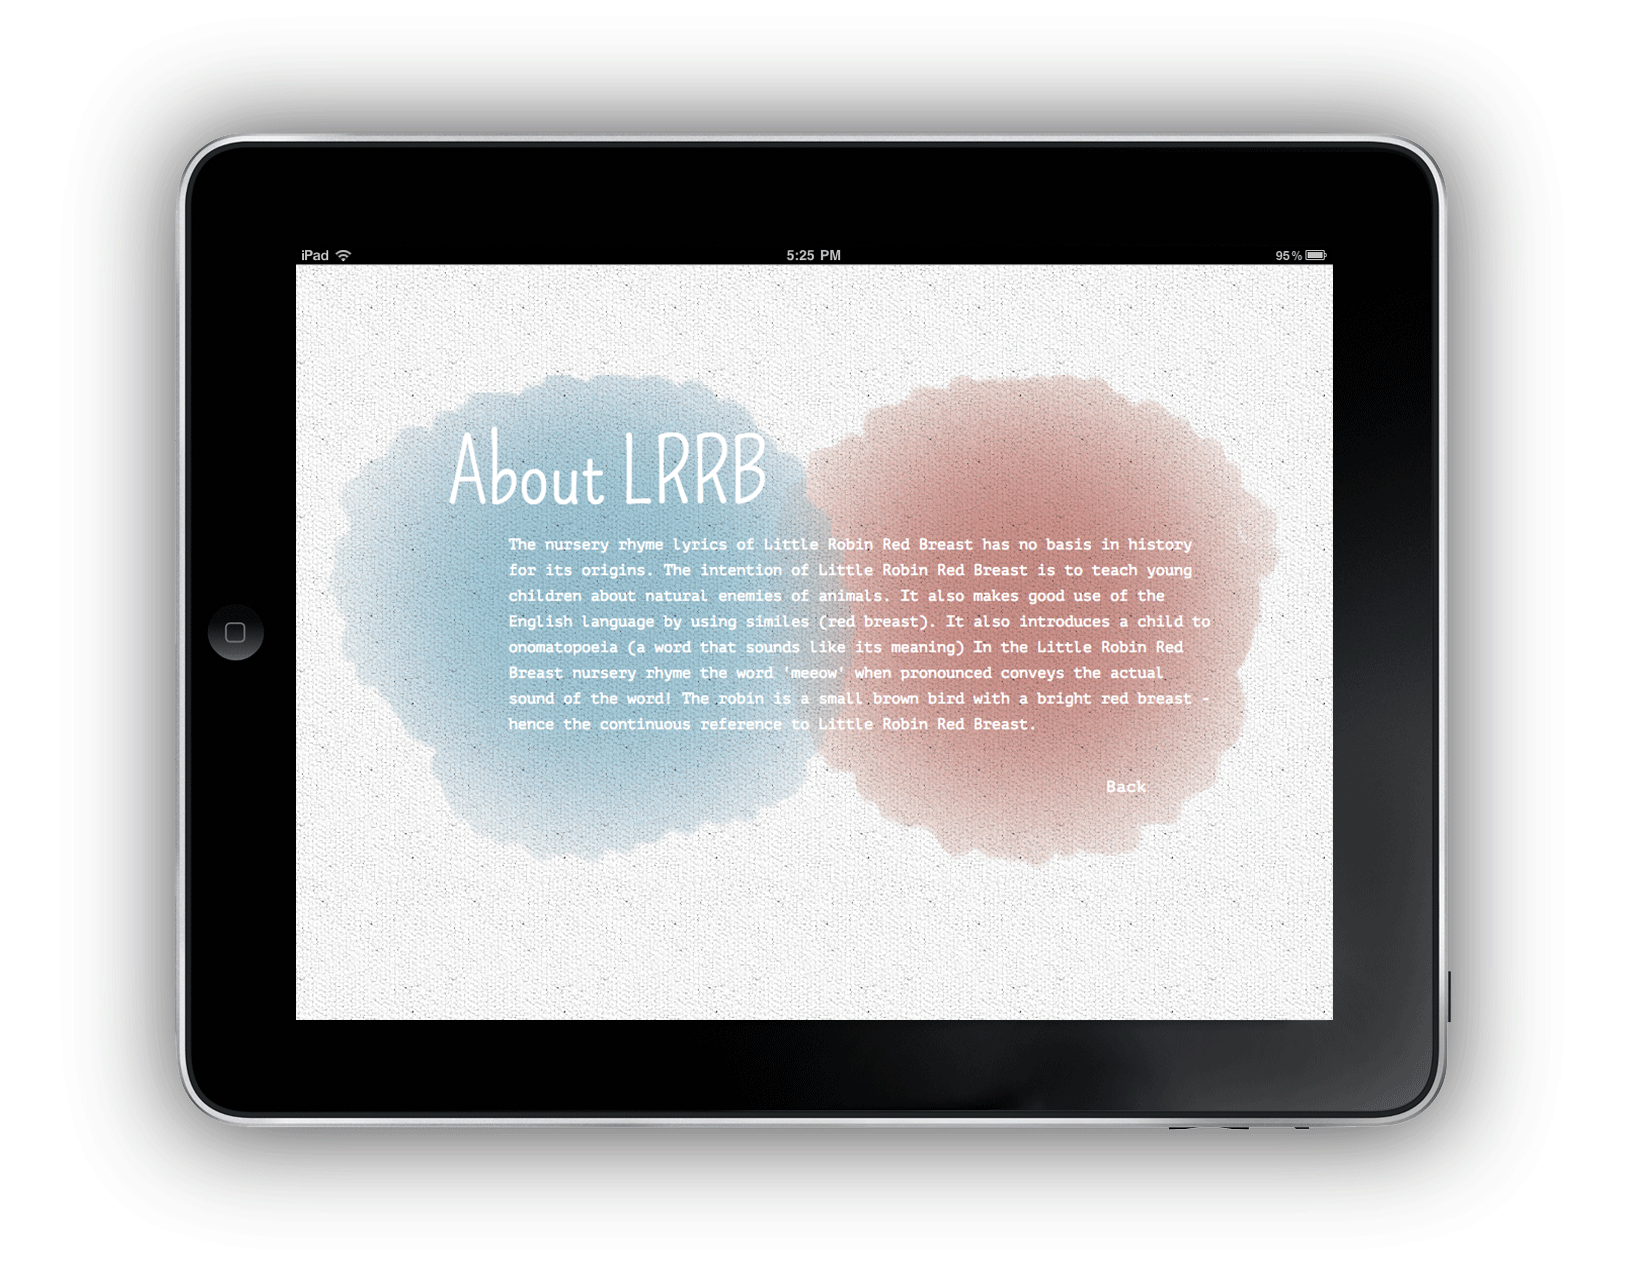 iPad 5:25 PM 95%
About LRRB
The nursery rhyme lyrics of Little Robin Red Breast has no basis in history
for its origins. The intention of Little Robin Red Breast is to teach young
children about natural enemies of animals. It also makes good use of the
English language by using similes (red breast). It also introduces a child to
onomatopoeia (a word that sounds like its meaning) In the Little Robin Red
Breast nursery rhyme the word 'meeow' when pronounced conveys the actual
sound of the word! The robin is a small brown bird with a bright red breast -
hence the continuous reference to Little Robin Red Breast.
Back